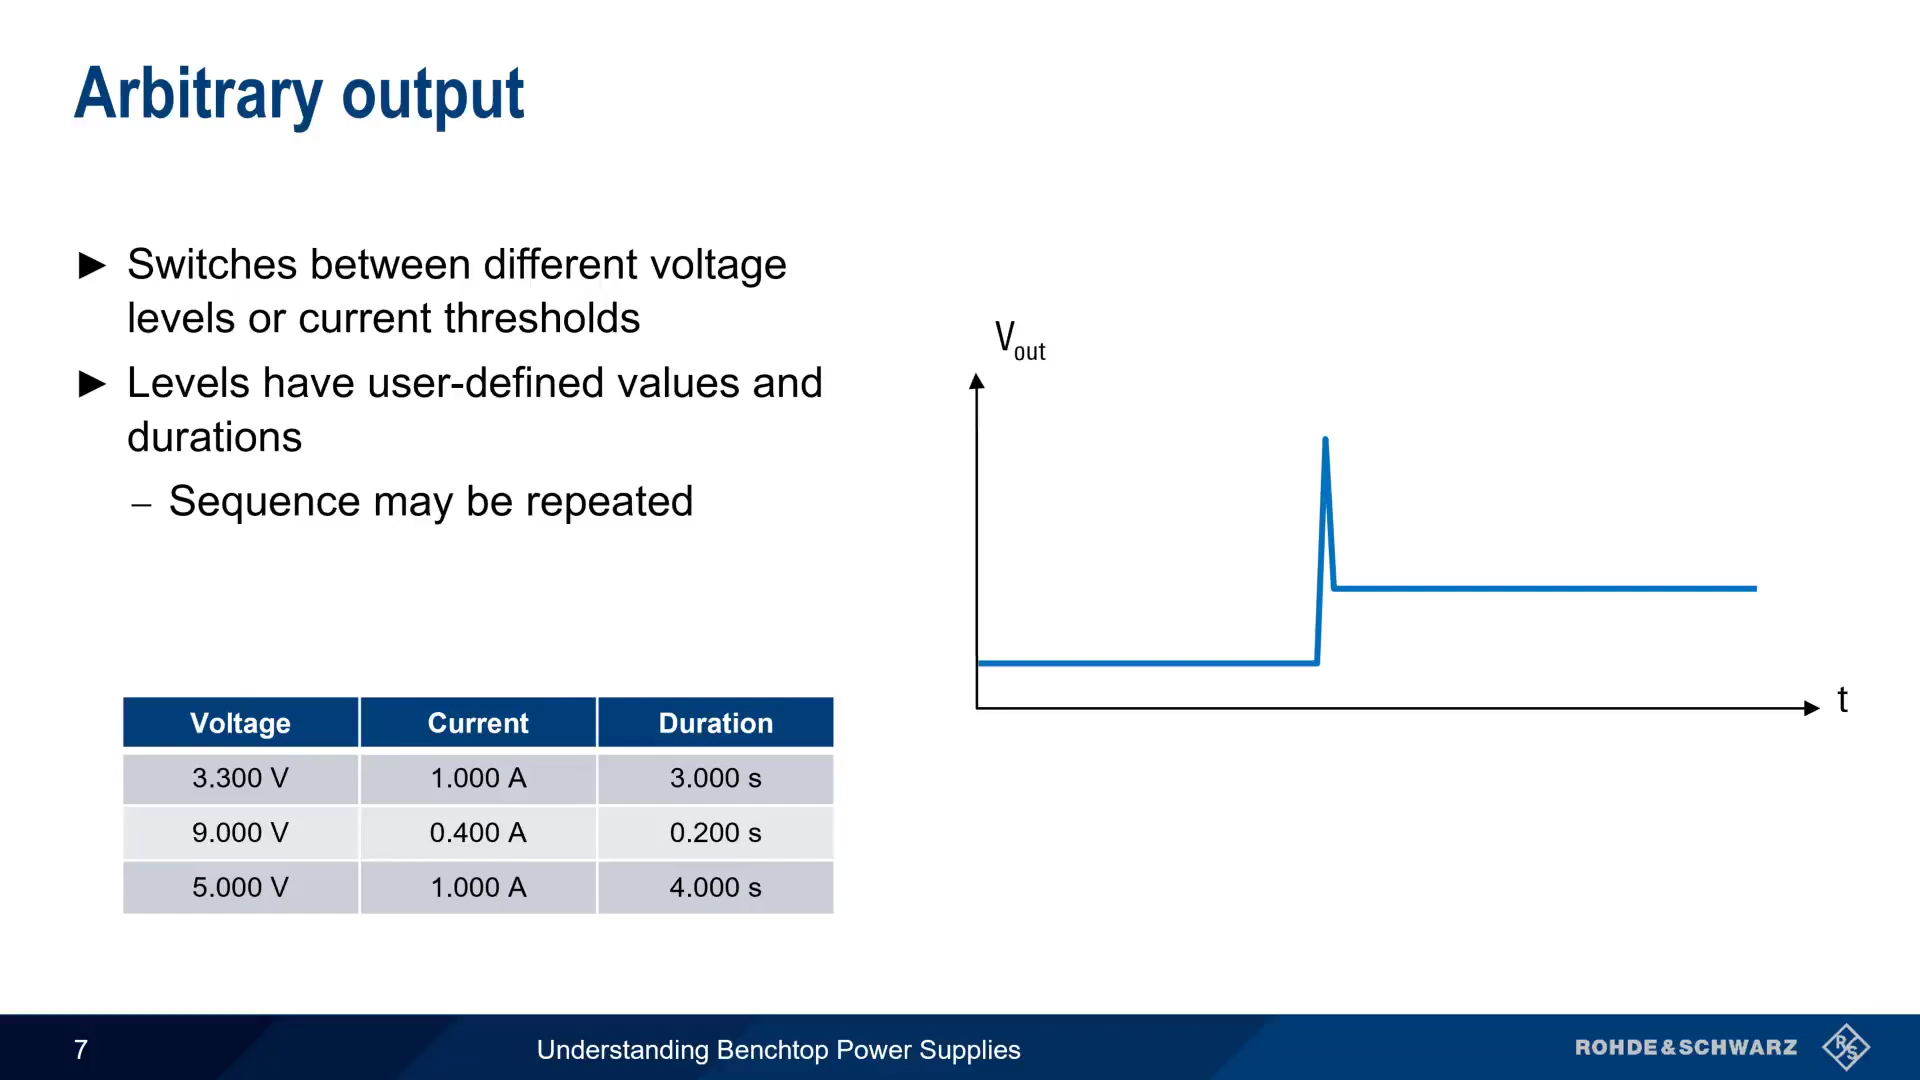 Arbitrary output
► Switches between different voltage
levels or current thresholds
► Levels have user-defined values and
durations
– Sequence may be repeated
Vout
t
Voltage Current Duration
3.300 V 1.000 A 3.000 s
9.000 V 0.400 A 0.200 s
5.000 V 1.000 A 4.000 s
7 Understanding Benchtop Power Supplies ROHDE&SCHWARZ
RS